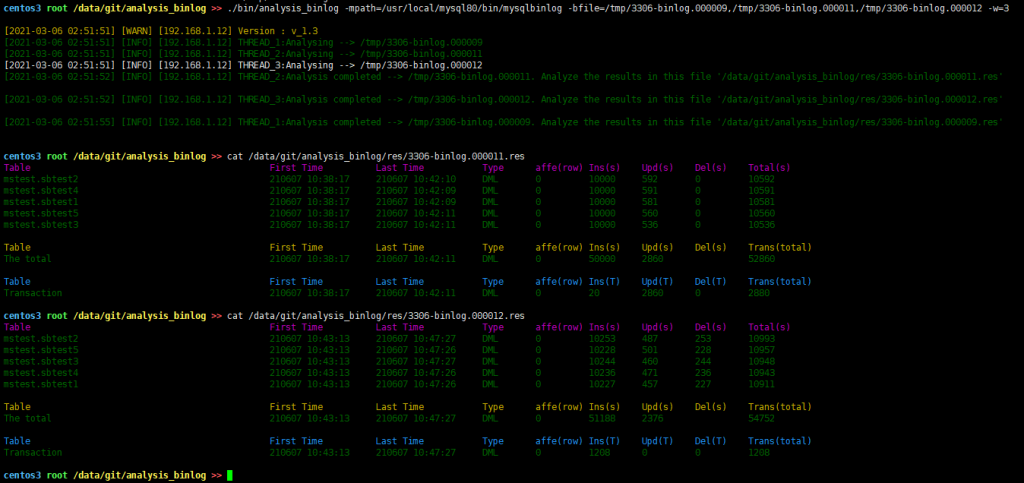 centos3 root /data/git/analysis_binlog >> ./bin/analysis_binlog -mpath=/usr/local/mysql80/bin/mysqlbinlog -bfile=/tmp/3306-binlog.000009,/tmp/3306-binlog.000011,/tmp/3306-binlog.000012 -w=3
[2021-03-06 02:51:51] [WARN] [192.168.1.12] Version : v_1.3
[2021-03-06 02:51:51] [INFO] [192.168.1.12] THREAD_1:Analysing --> /tmp/3306-binlog.000009
[2021-03-06 02:51:51] [INFO] [192.168.1.12] THREAD_2:Analysing --> /tmp/3306-binlog.000011
[2021-03-06 02:51:51] [INFO] [192.168.1.12] THREAD_3:Analysing --> /tmp/3306-binlog.000012
[2021-03-06 02:51:52] [INFO] [192.168.1.12] THREAD_2:Analysis completed --> /tmp/3306-binlog.000011. Analyze the results in this file '/data/git/analysis_binlog/res/3306-binlog.000011.res'
[2021-03-06 02:51:52] [INFO] [192.168.1.12] THREAD_3:Analysis completed --> /tmp/3306-binlog.000012. Analyze the results in this file '/data/git/analysis_binlog/res/3306-binlog.000012.res'
[2021-03-06 02:51:55] [INFO] [192.168.1.12] THREAD_1:Analysis completed --> /tmp/3306-binlog.000009. Analyze the results in this file '/data/git/analysis_binlog/res/3306-binlog.000009.res'
centos3 root /data/git/analysis_binlog >> cat /data/git/analysis_binlog/res/3306-binlog.000011.res
Table First Time Last Time Type affe(row) Ins(s) Upd(s) Del(s) Total(s)
mstest.sbtest2 210607 10:38:17 210607 10:42:10 DML 0 10000 592 0 10592
mstest.sbtest4 210607 10:38:17 210607 10:42:09 DML 0 10000 591 0 10591
mstest.sbtest1 210607 10:38:17 210607 10:42:09 DML 0 10000 581 0 10581
mstest.sbtest5 210607 10:38:17 210607 10:42:11 DML 0 10000 560 0 10560
mstest.sbtest3 210607 10:38:17 210607 10:42:11 DML 0 10000 536 0 10536
Table First Time Last Time Type affe(row) Ins(s) Upd(s) Del(s) Trans(total)
The total 210607 10:38:17 210607 10:42:11 DML 0 50000 2860 0 52860
Table First Time Last Time Type affe(row) Ins(T) Upd(T) Del(T) Trans(total)
Transaction 210607 10:38:17 210607 10:42:11 DML 0 20 2860 0 2880
centos3 root /data/git/analysis_binlog >> cat /data/git/analysis_binlog/res/3306-binlog.000012.res
Table First Time Last Time Type affe(row) Ins(s) Upd(s) Del(s) Total(s)
mstest.sbtest2 210607 10:43:13 210607 10:47:27 DML 0 10253 487 253 10993
mstest.sbtest5 210607 10:43:13 210607 10:47:26 DML 0 10228 501 228 10957
mstest.sbtest3 210607 10:43:13 210607 10:47:26 DML 0 10244 460 244 10948
mstest.sbtest4 210607 10:43:13 210607 10:47:26 DML 0 10236 471 236 10943
mstest.sbtest1 210607 10:43:13 210607 10:47:26 DML 0 10227 457 227 10911
Table First Time Last Time Type affe(row) Ins(s) Upd(s) Del(s) Trans(total)
The total 210607 10:43:13 210607 10:47:27 DML 0 51188 2376 0 54752
Table First Time Last Time Type affe(row) Ins(T) Upd(T) Del(T) Trans(total)
Transaction 210607 10:43:13 210607 10:47:27 DML 0 1208 0 0 1208
centos3 root /data/git/analysis_binlog >>